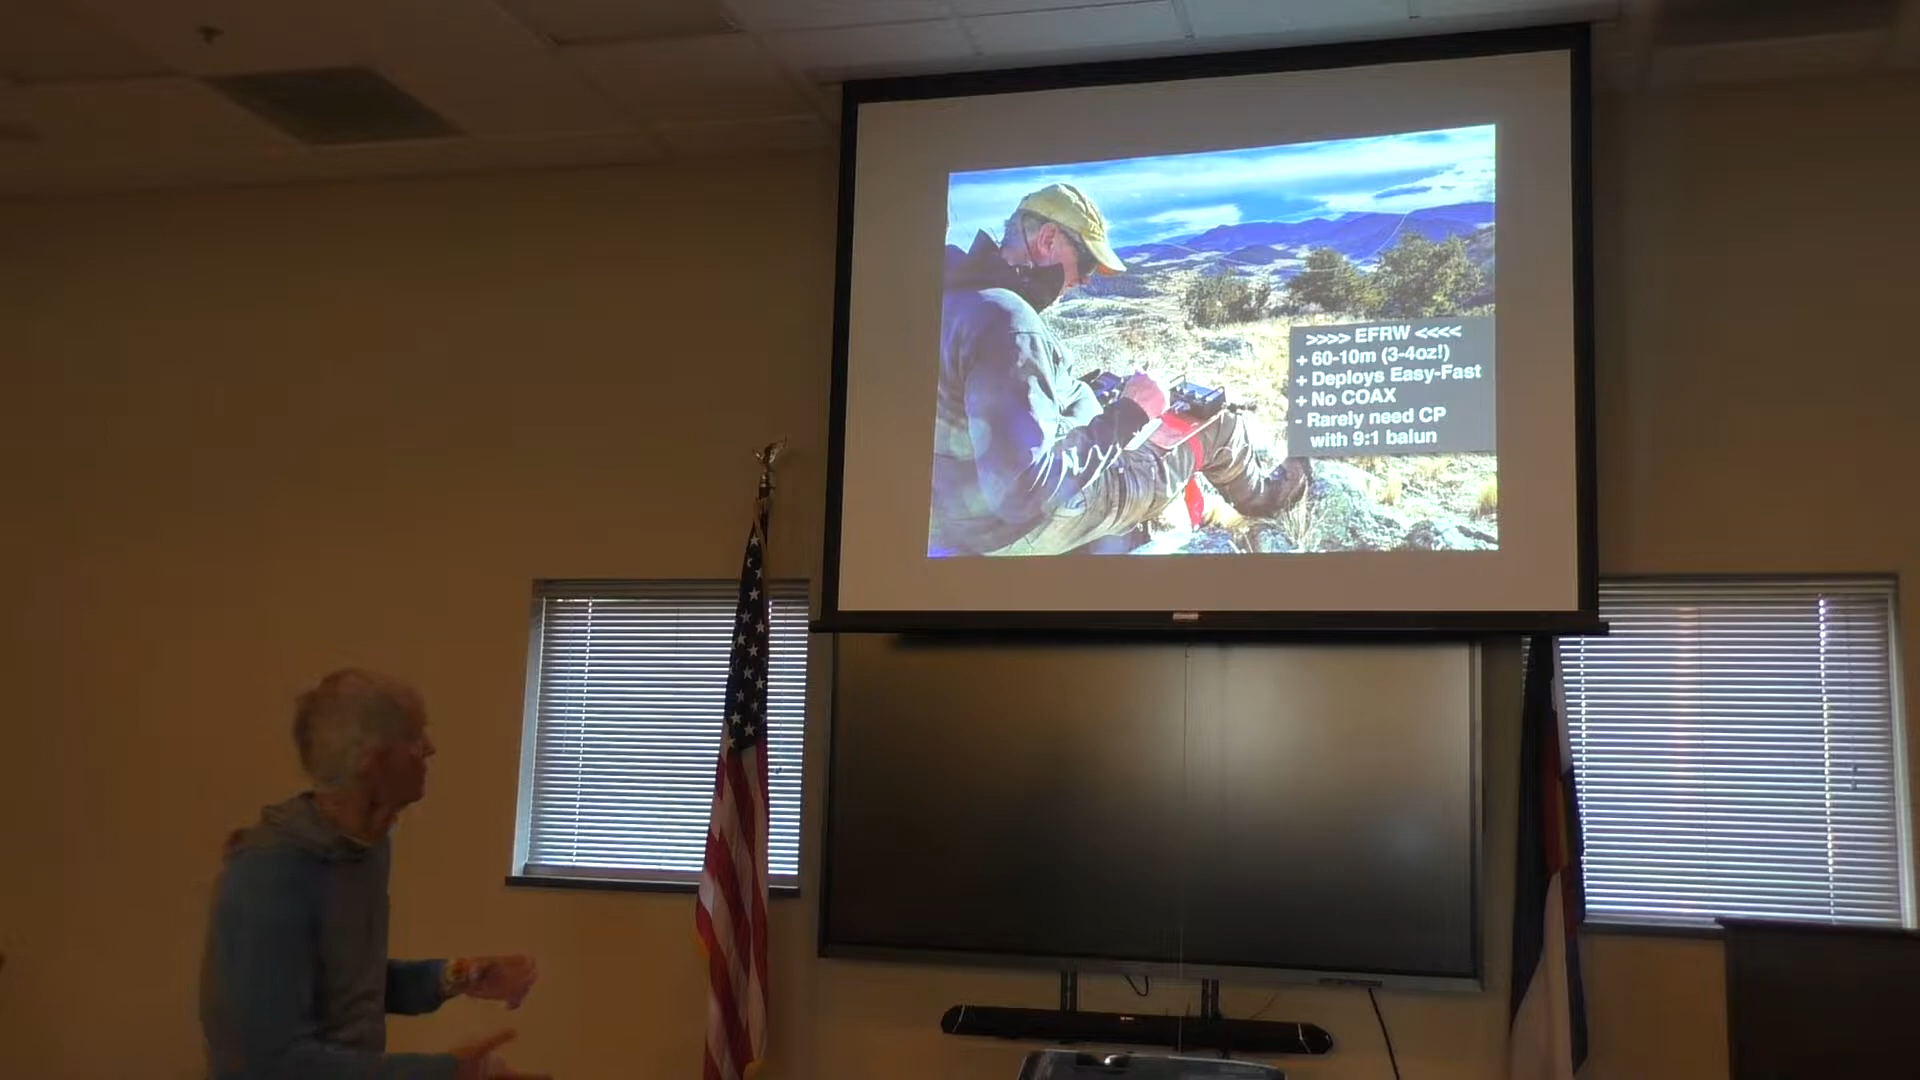 >>>> EFRW <<<<
+ 60-10m (3-4oz!)
+ Deploys Easy-Fast
+ No COAX
- Rarely need CP
with 9:1 balun